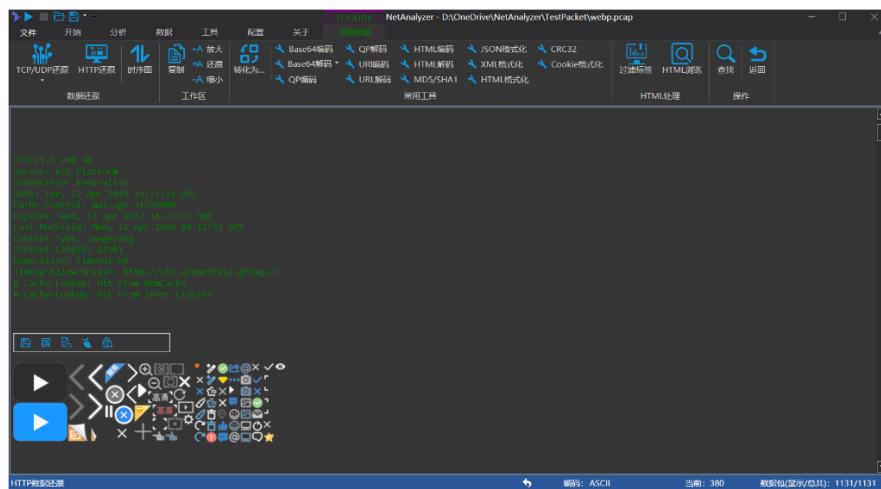 TCP/UDP NetAnalyzer - D:\OneDrive\NetAnalyzer\TestPacket\webp.pcap
文件 开始 分析 数据 工具 配置 关于
TCP/UDP还原 HTTP还原 时序图 复制 放大 还原 缩小 转化为...
Base64编码 QP解码 HTML编码 JSON格式化 CRC32
Base64解码 URI编码 HTML解码 XML格式化 Cookie格式化
QP编码 URL解码 MD5/SHA1 HTML格式化
过滤标签 HTML浏览 查找 返回
数据还原 工作区 常用工具 HTML处理 操作
HTTP/1.1 200 OK
Server: X2S Platform
Connection: keep-alive
Date: Tue, 12 Apr 2016 14:22:12 GMT
Cache-Control: max-age=31536000
Expires: Wed, 12 Apr 2017 14:22:12 GMT
Last-Modified: Mon, 11 Apr 2016 08:12:51 GMT
Content-Type: image/png
Content-Length: 21901
Keep-Alive: timeout=60
Timing-Allow-Origin: http://ctc.qzonestyle.gtimg.cn
X-Cache-Lookup: Hit From MemCache
X-Cache-Lookup: Hit From Inner Cluster
高清
高清
HTTP数据还原 编码: ASCII 当前: 380 数据包(显示/总共): 1131/1131